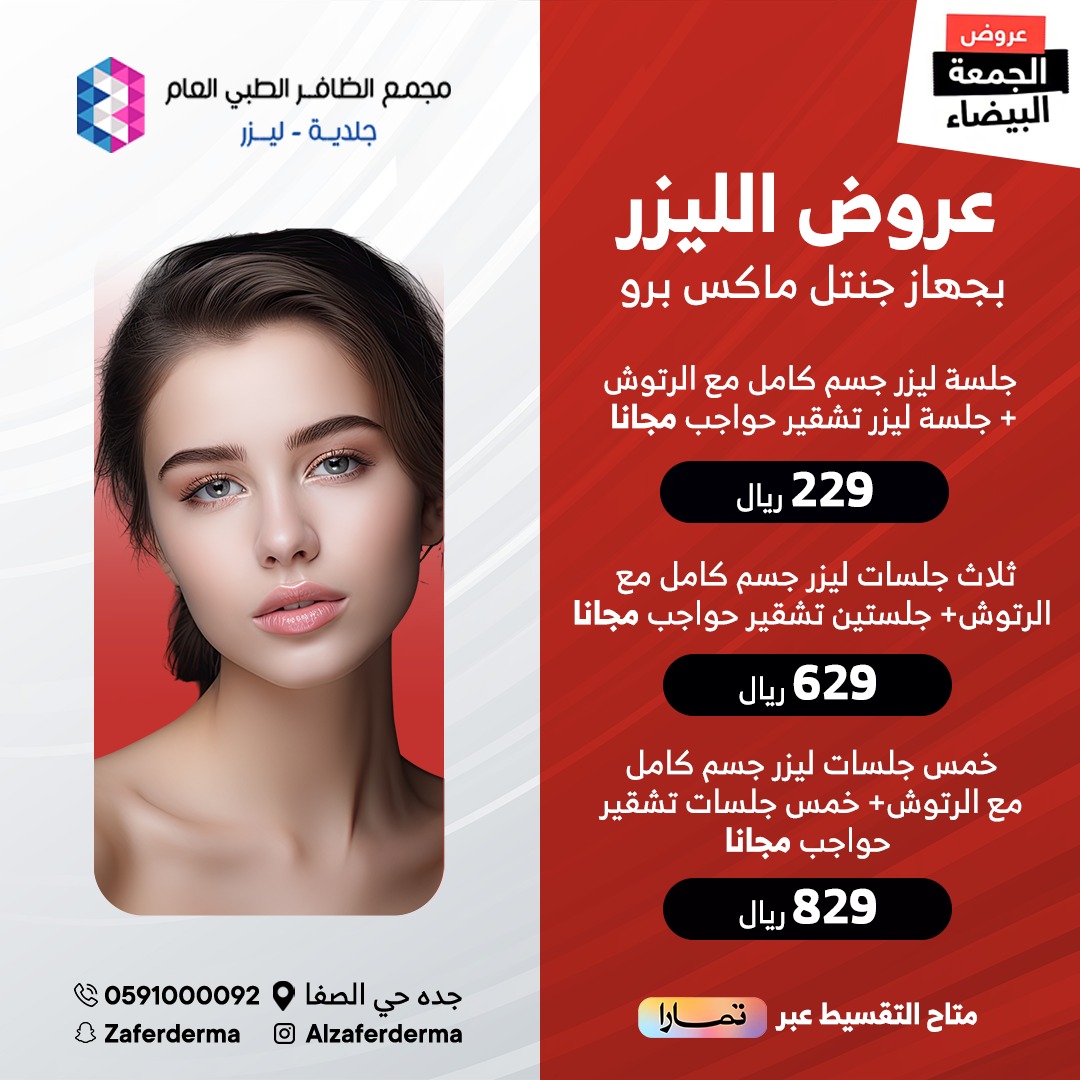 مجمع الظافر الطبي العام
جلدية - ليزر
عروض
الجمعة
البيضاء
عروض الليزر
بجهاز جنتل ماكس برو
جلسة ليزر جسم كامل مع الرتوش
+ جلسة ليزر تشقير حواجب مجانا
229 ريال
ثلاث جلسات ليزر جسم كامل مع
الرتوش+ جلستين تشقير حواجب مجانا
629 ريال
خمس جلسات ليزر جسم كامل
مع الرتوش+ خمس جلسات تشقير
حواجب مجانا
829 ريال
متاح التقسيط عبر تمارا
جده حي الصفا 0591000092
Zaferderma Alzaferderma